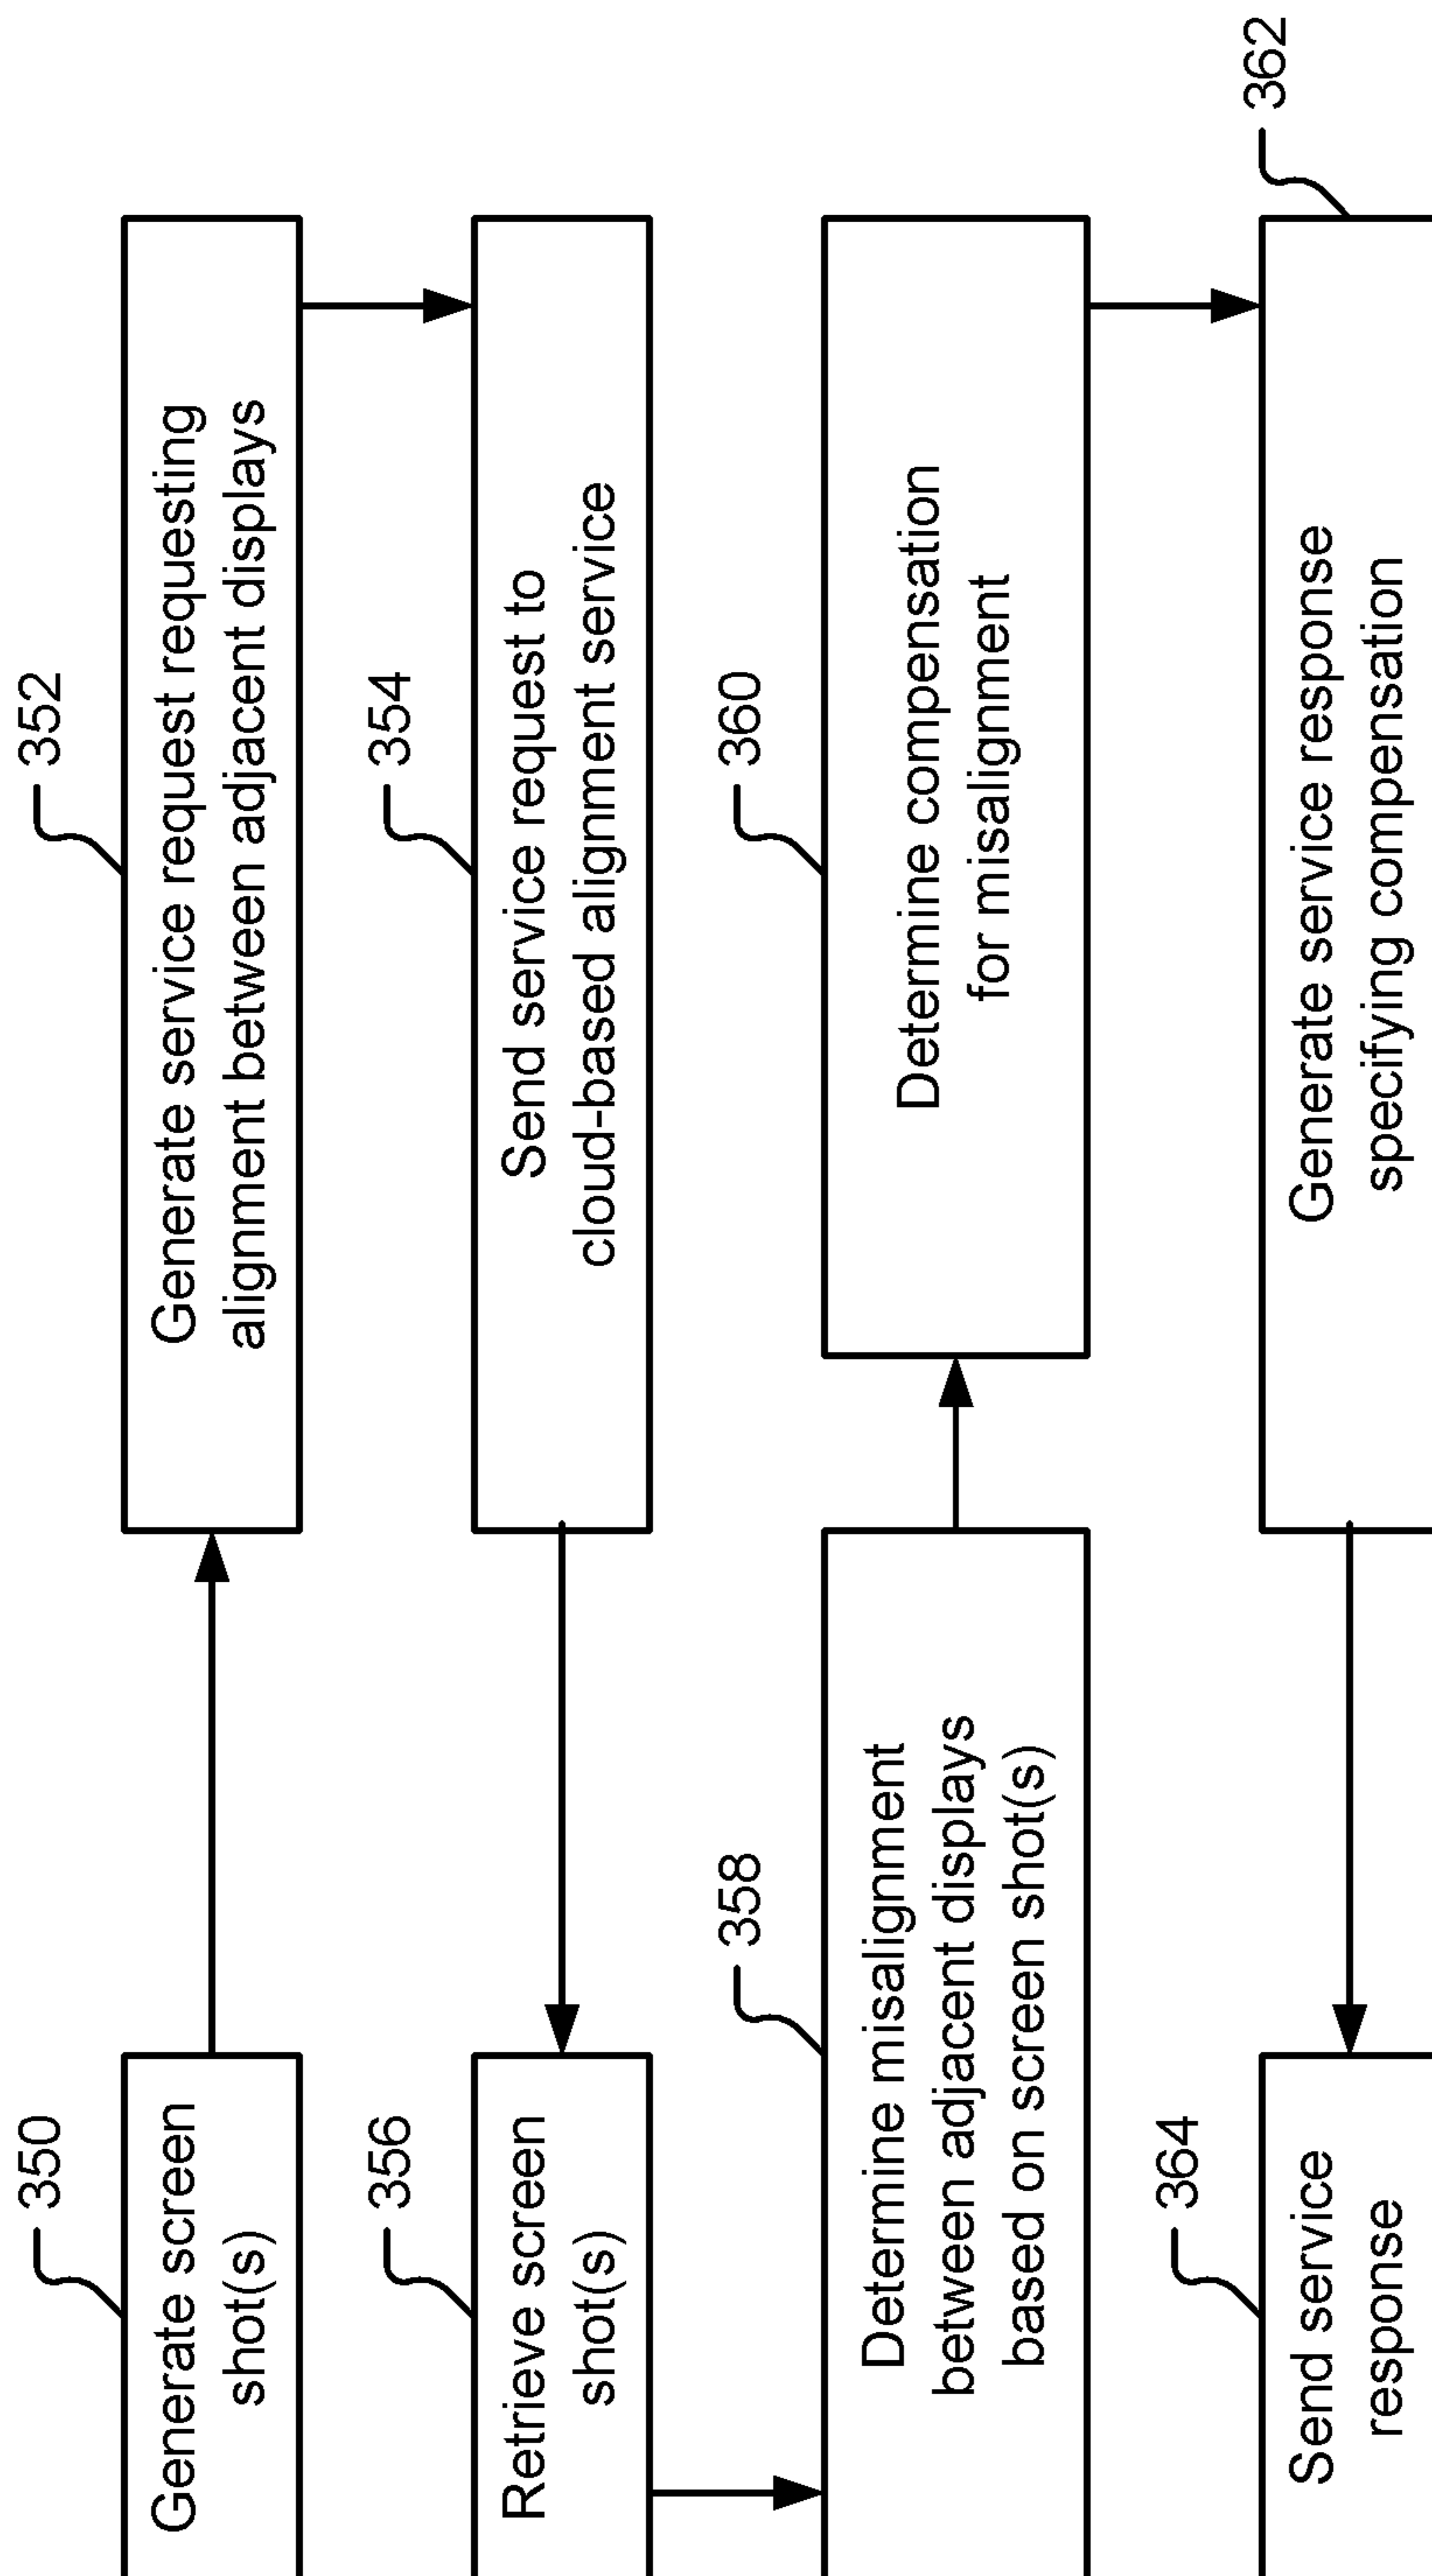 350
Generate screen
shot(s)
352
Generate service request requesting
alignment between adjacent displays
354
Send service request to
cloud-based alignment service
356
Retrieve screen
shot(s)
358
Determine misalignment
between adjacent displays
based on screen shot(s)
360
Determine compensation
for misalignment
362
Generate service response
specifying compensation
364
Send service
response